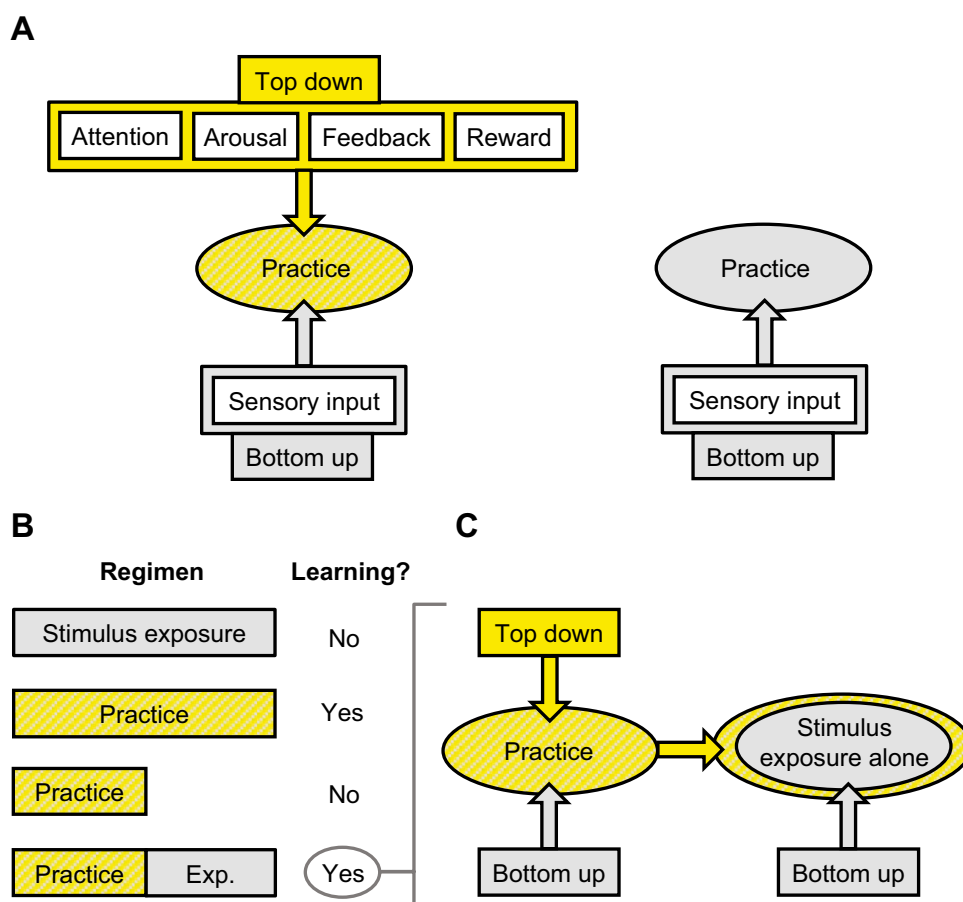 A
Top down
Attention
Arousal
Feedback
Reward
Practice
Practice
Sensory input
Sensory input
Bottom up
Bottom up
B
Regimen
Learning?
Stimulus exposure
No
Practice
Yes
Practice
No
Practice
Exp.
Yes
C
Top down
Practice
Stimulus
exposure alone
Bottom up
Bottom up